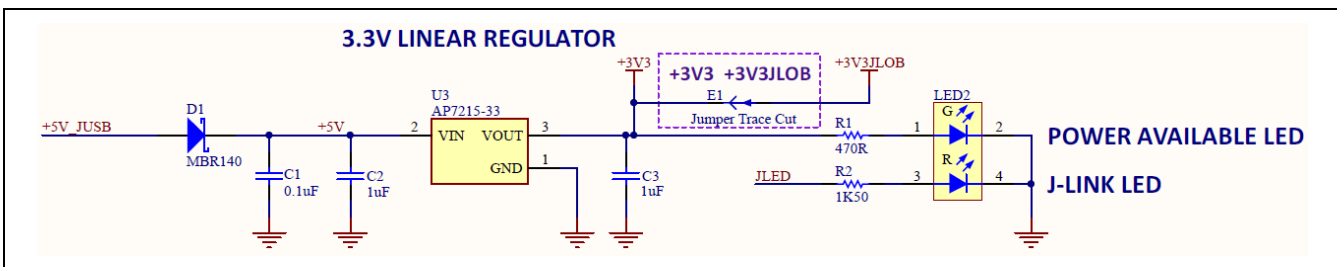 3.3V LINEAR REGULATOR
+3V3
+3V3 +3V3JLOB
+3V3JLOB
E1
Jumper Trace Cut
D1
+5V_JUSB
MBR140
+5V
U3
AP7215-33
2
VIN
VOUT
3
GND
1
C1
0.1uF
C2
1uF
C3
1uF
R1
470R
LED2
G
1
2
POWER AVAILABLE LED
JLED
R2
1K50
R
3
4
J-LINK LED